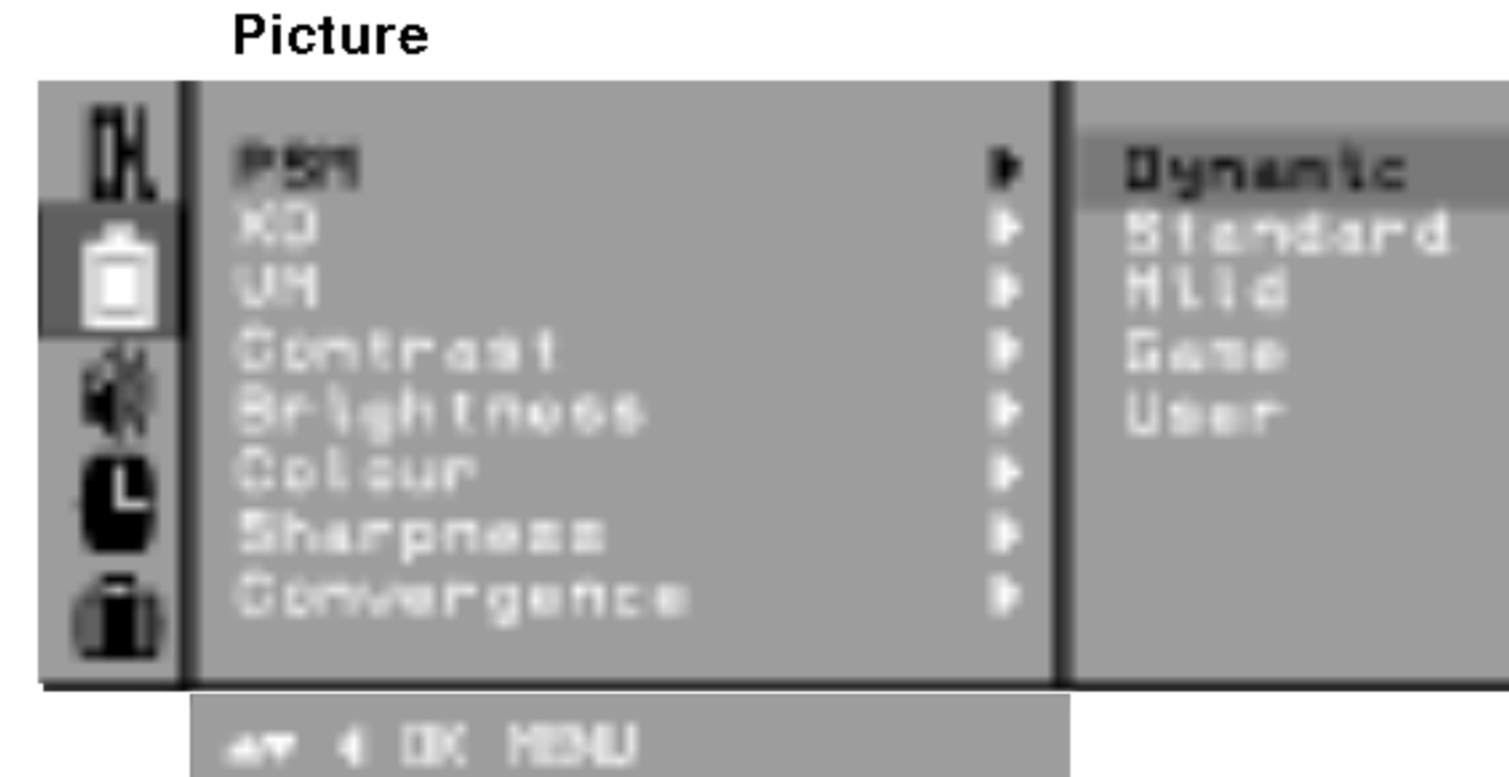 Picture
PSM
XD
VM
Contrast
Brightness
Colour
Sharpness
Convergence
Dynamic
Standard
Mild
Game
User
▲▼ ◀ OK MENU